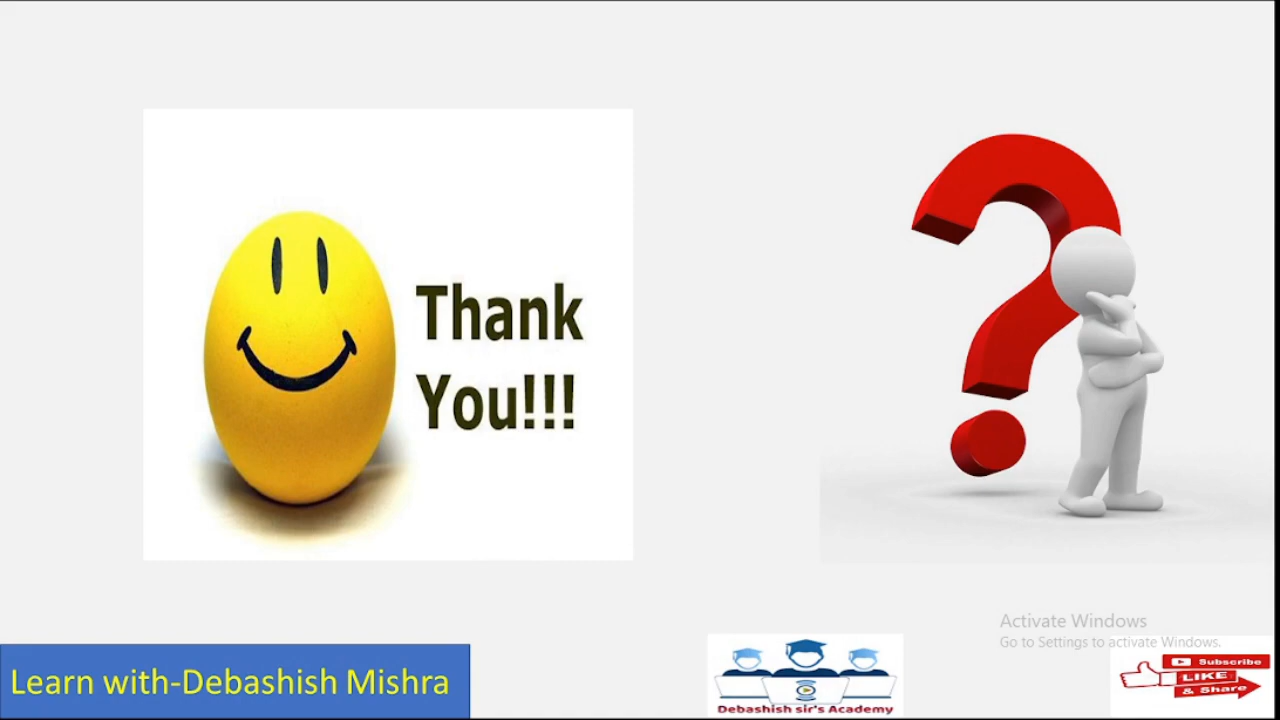 Thank
You!!!
Activate Windows
Go to Settings to activate Windows.
Subscribe
LIKE
& Share
Learn with-Debashish Mishra
Debashish sir's Academy